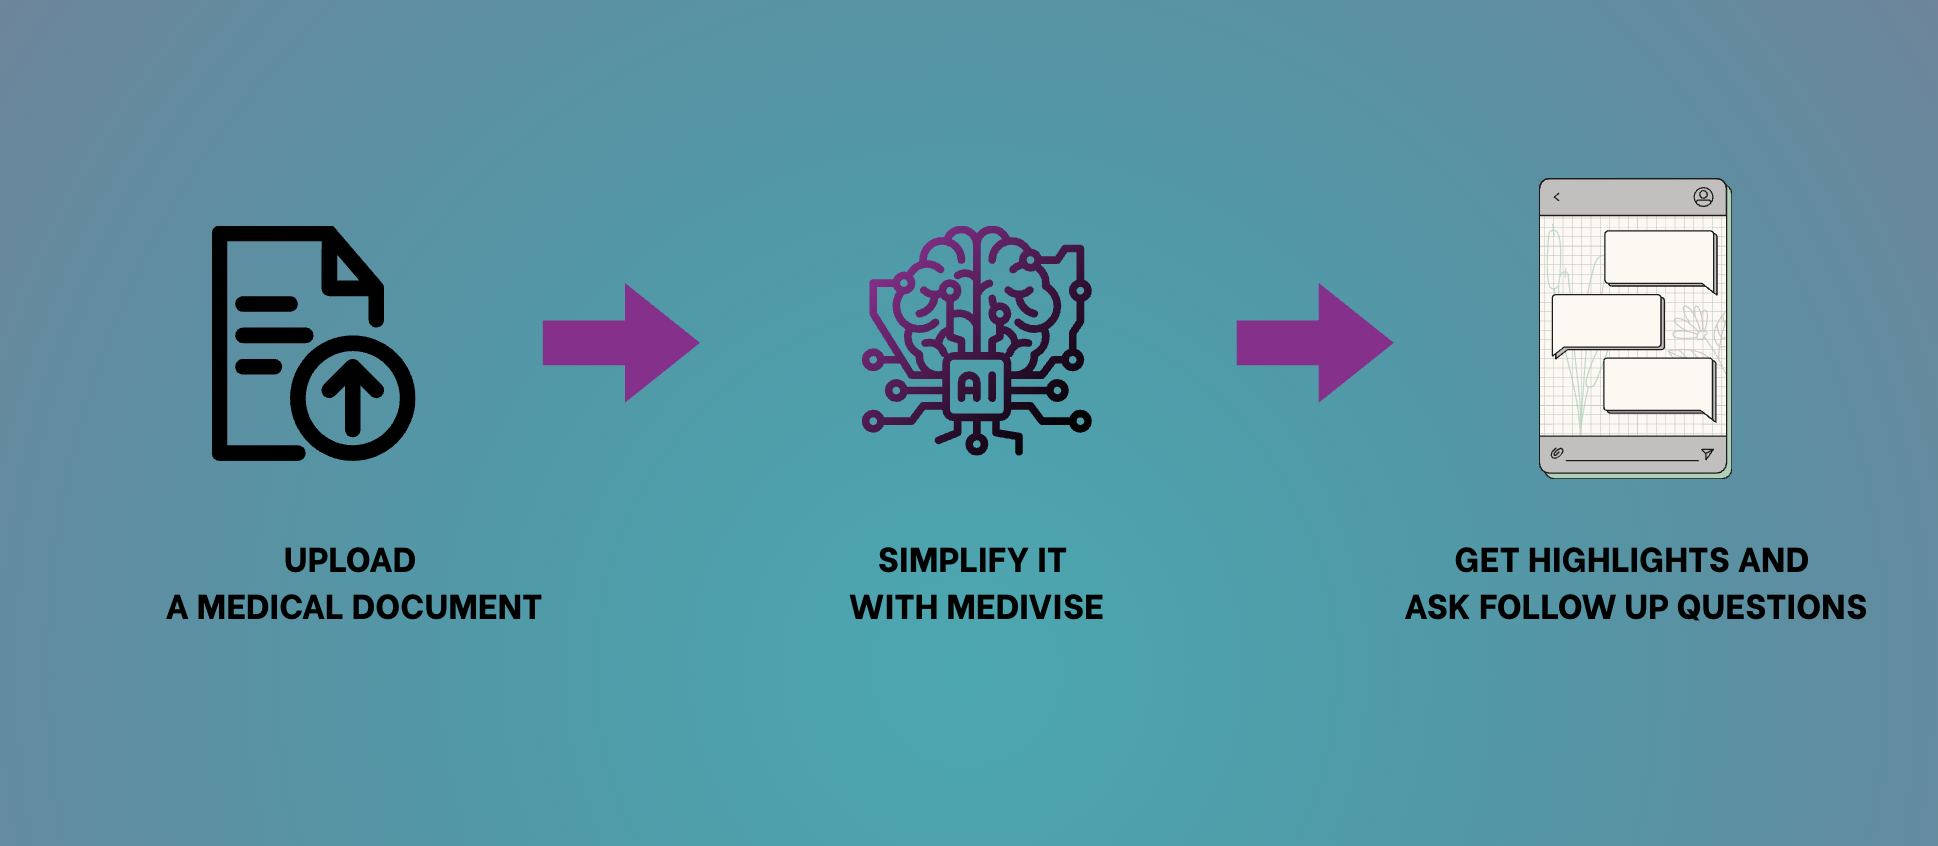 AI
UPLOAD
A MEDICAL DOCUMENT
SIMPLIFY IT
WITH MEDIVISE
GET HIGHLIGHTS AND
ASK FOLLOW UP QUESTIONS